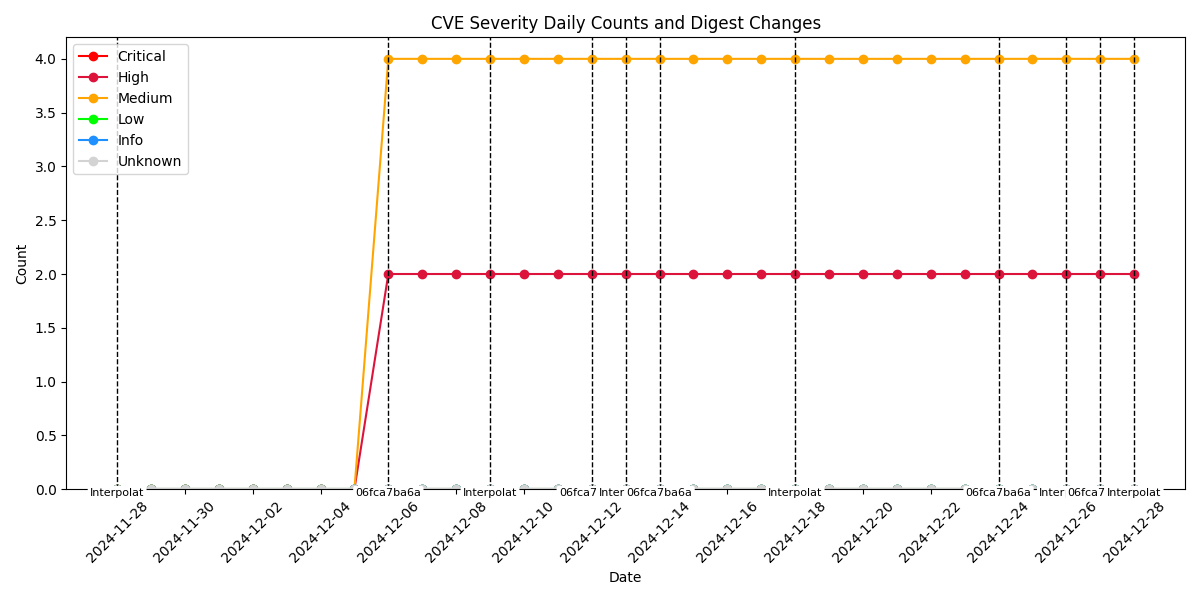 CVE Severity Daily Counts and Digest Changes
Critical
High
Medium
Low
Info
Unknown
Count
4.0
3.5
3.0
2.5
2.0
1.5
1.0
0.5
0.0
Interpolat
06fca7ba6a
Interpolat
06fca7
Inter
06fca7ba6a
Interpolat
06fca7ba6a
Inter
06fca7
Interpolat
2024-11-28
2024-11-30
2024-12-02
2024-12-04
2024-12-06
2024-12-08
2024-12-10
2024-12-12
2024-12-14
2024-12-16
2024-12-18
2024-12-20
2024-12-22
2024-12-24
2024-12-26
2024-12-28
Date